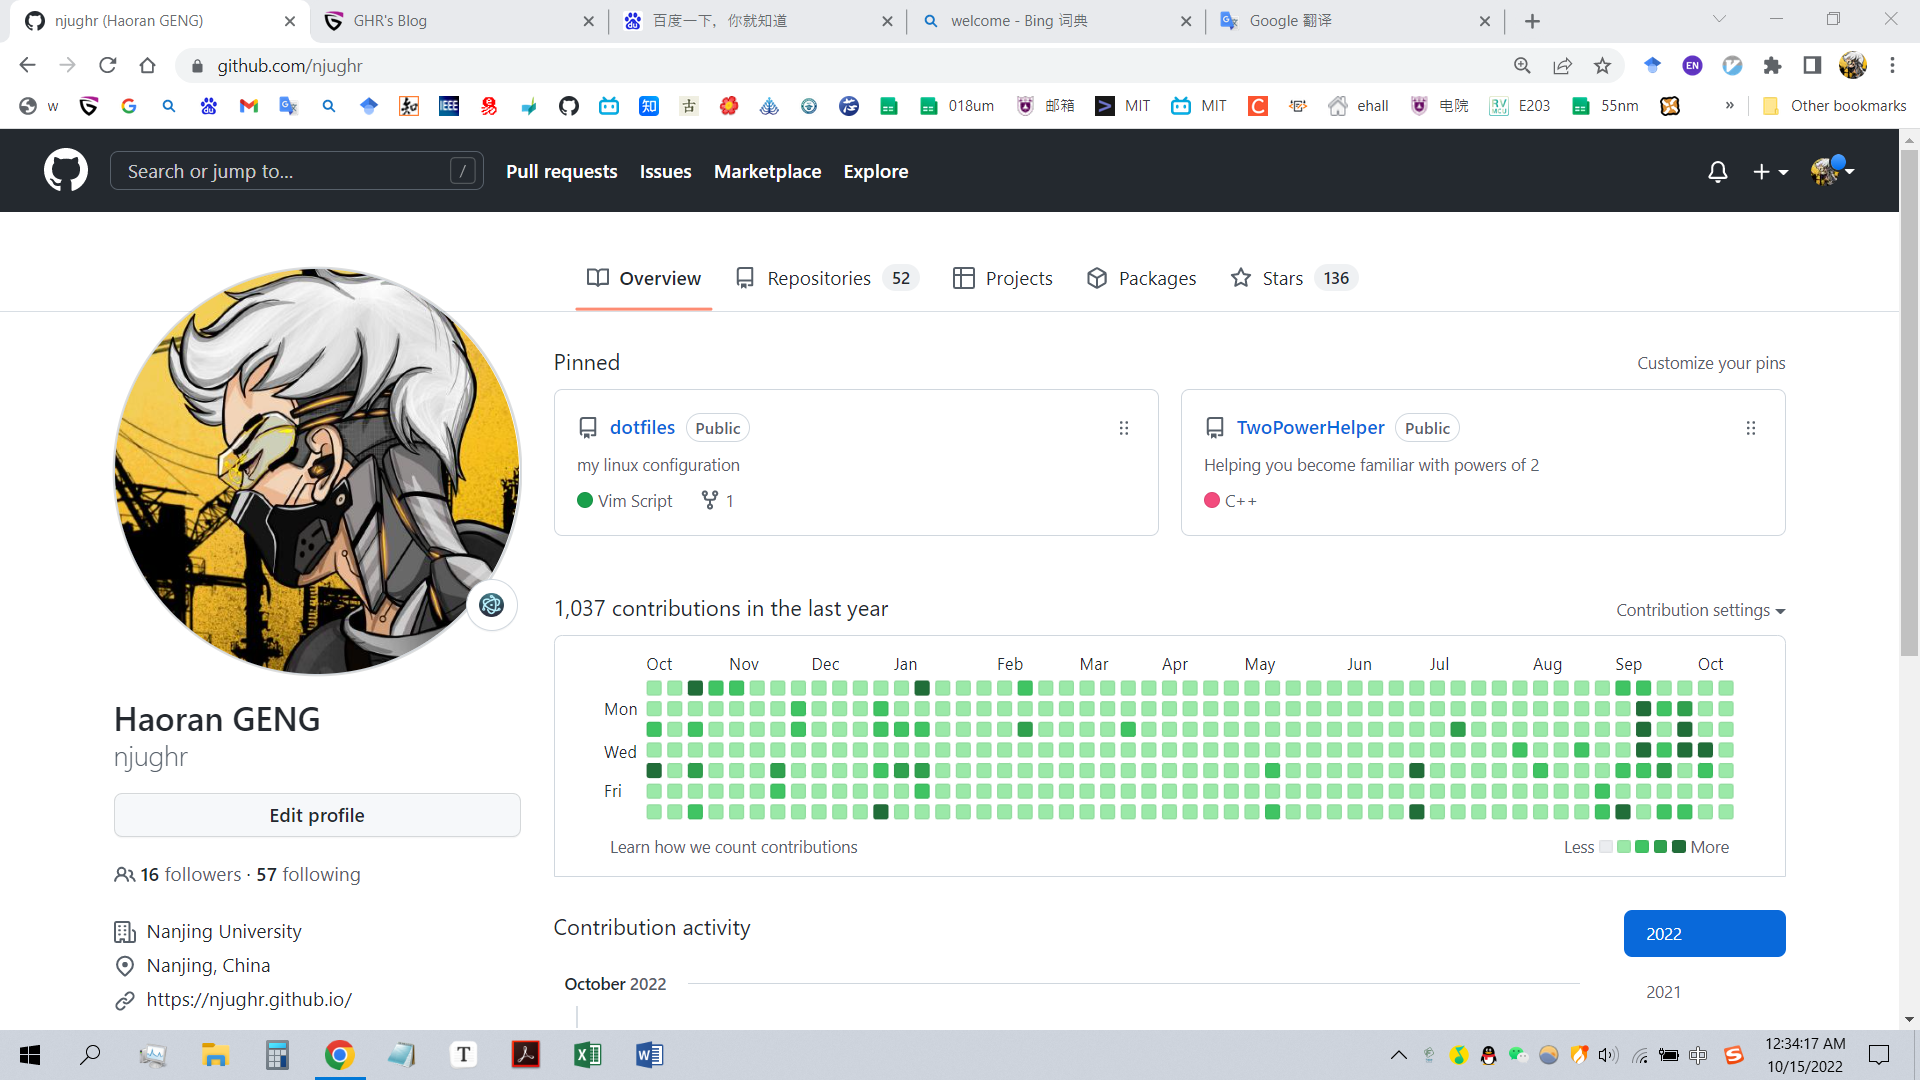 njughr (Haoran GENG)
GHR's Blog
百度一下，你就知道
welcome - Bing 词典
Google 翻译
github.com/njughr
EN
w
知
IEEE
古
018um
邮箱
MIT
MIT
C
ehall
电院
RV
MCU
E203
55nm
»
Other bookmarks
Search or jump to...
/
Pull requests
Issues
Marketplace
Explore
Overview
Repositories 52
Projects
Packages
Stars 136
Pinned
Customize your pins
dotfiles Public
my linux configuration
Vim Script 1
TwoPowerHelper Public
Helping you become familiar with powers of 2
C++
1,037 contributions in the last year
Contribution settings
Oct Nov Dec Jan Feb Mar Apr May Jun Jul Aug Sep Oct
Mon
Wed
Fri
Learn how we count contributions
Less More
Haoran GENG
njughr
Edit profile
16 followers · 57 following
Nanjing University
Nanjing, China
https://njughr.github.io/
Contribution activity
2022
October 2022
2021
T
中
12:34:17 AM
10/15/2022